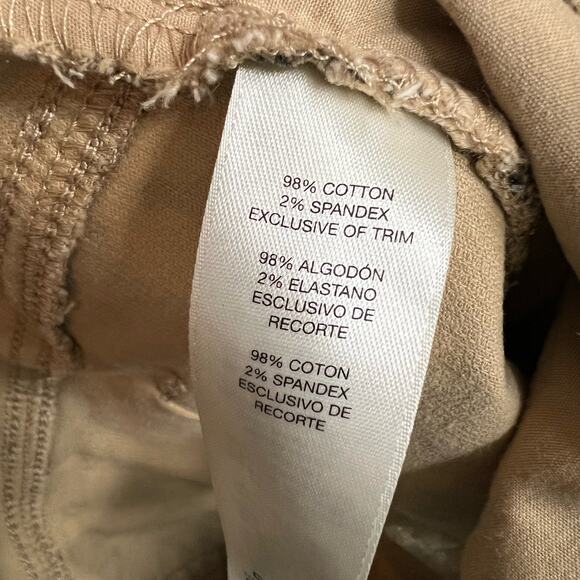 98% COTTON
2% SPANDEX
EXCLUSIVE OF TRIM
98% ALGODÓN
2% ELASTANO
ESCLUSIVO DE
RECORTE
98% COTON
2% SPANDEX
ESCLUSIVO DE
RECORTE